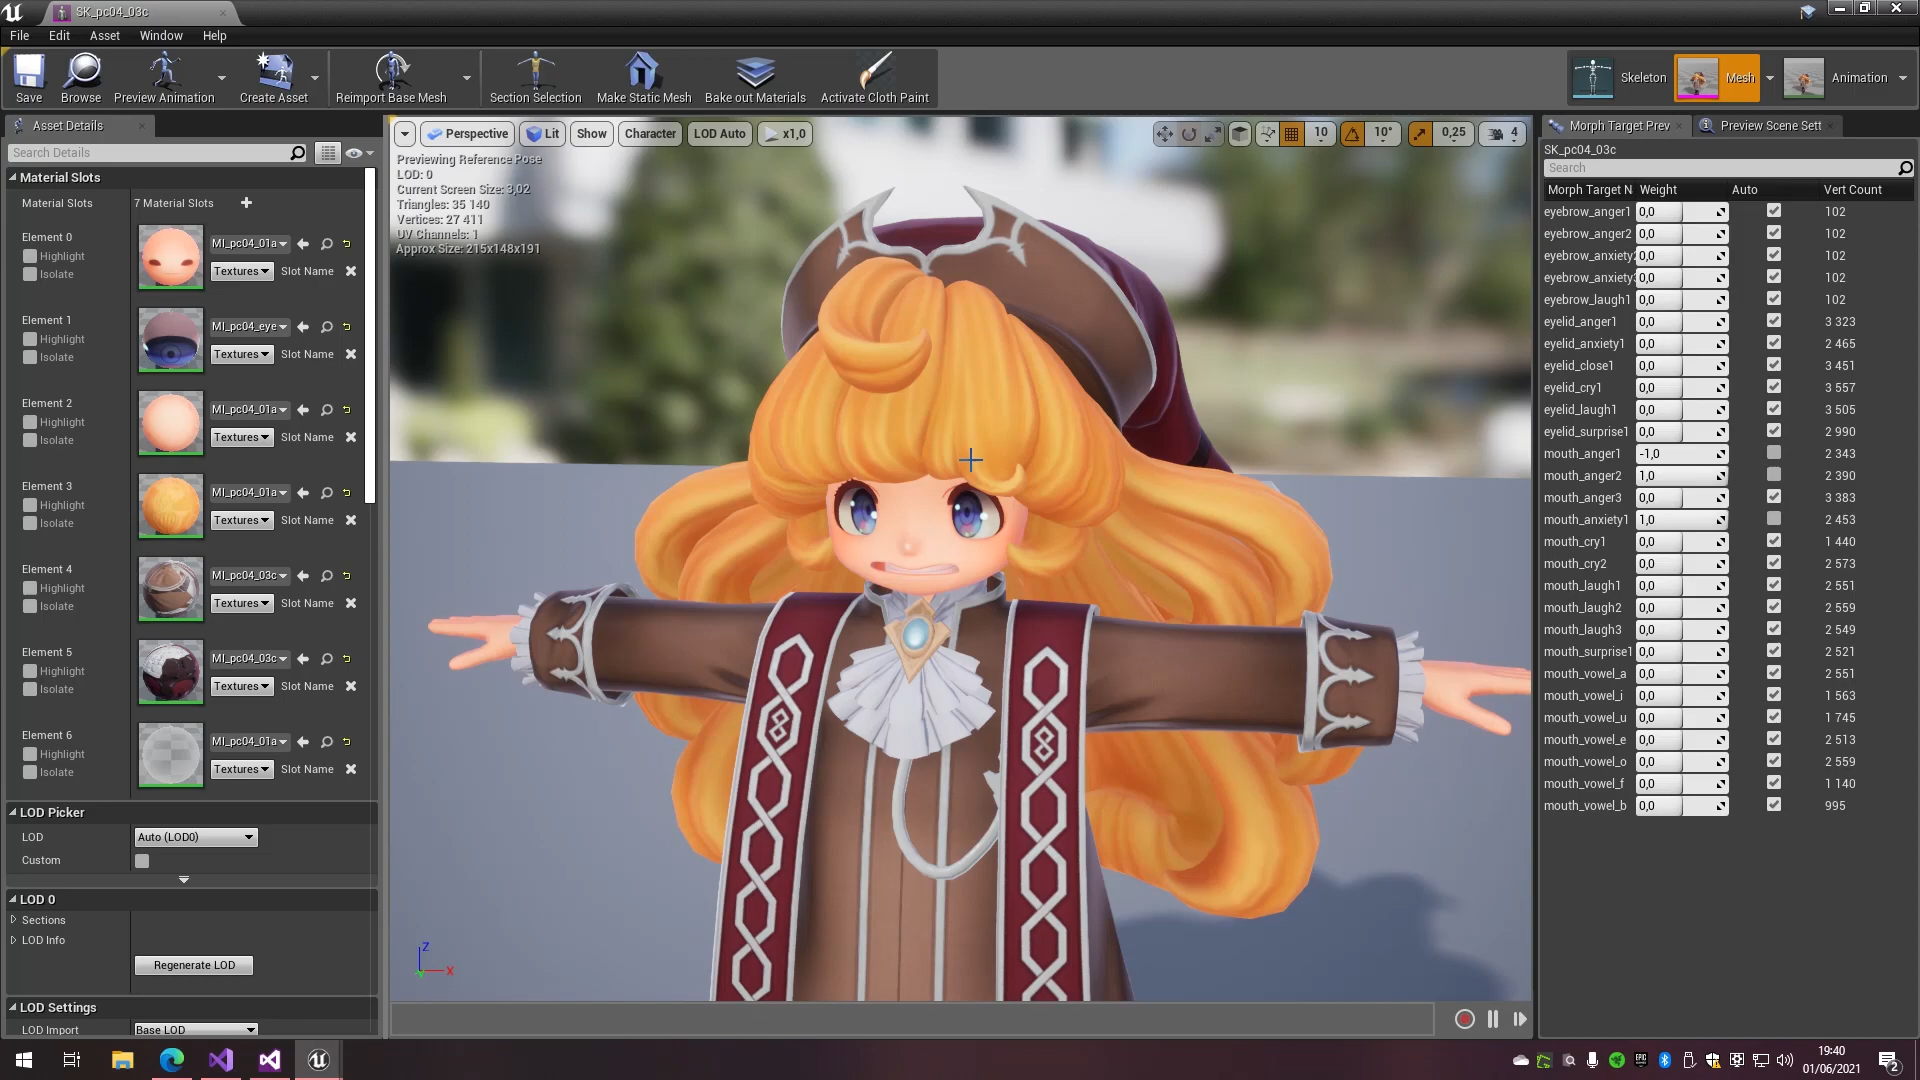 SK_pc04_03c
File Edit Asset Window Help
Save Browse Preview Animation Create Asset Reimport Base Mesh Section Selection Make Static Mesh Bake out Materials Activate Cloth Paint Skeleton Mesh Animation
Asset Details
Search Details
Material Slots
Material Slots 7 Material Slots
Element 0 MI_pc04_01a
Highlight
Isolate Textures Slot Name
Element 1 MI_pc04_eye
Highlight
Isolate Textures Slot Name
Element 2 MI_pc04_01a
Highlight
Isolate Textures Slot Name
Element 3 MI_pc04_01a
Highlight
Isolate Textures Slot Name
Element 4 MI_pc04_03c
Highlight
Isolate Textures Slot Name
Element 5 MI_pc04_03c
Highlight
Isolate Textures Slot Name
Element 6 MI_pc04_01a
Highlight
Isolate Textures Slot Name
LOD Picker
LOD Auto (LOD0)
Custom
LOD 0
Sections
LOD Info
Regenerate LOD
LOD Settings
LOD Import Base LOD
Perspective Lit Show Character LOD Auto x1,0 10 10° 0,25 4
Previewing Reference Pose
LOD: 0
Current Screen Size: 3,02
Triangles: 35 140
Vertices: 27 411
UV Channels: 1
Approx Size: 215x148x191
Z
X
Morph Target Prev Preview Scene Sett
SK_pc04_03c
Search
Morph Target N Weight Auto Vert Count
eyebrow_anger1 0,0 102
eyebrow_anger2 0,0 102
eyebrow_anxiety2 0,0 102
eyebrow_anxiety 0,0 102
eyebrow_laugh1 0,0 102
eyelid_anger1 0,0 3 323
eyelid_anxiety1 0,0 2 465
eyelid_close1 0,0 3 451
eyelid_cry1 0,0 3 557
eyelid_laugh1 0,0 3 505
eyelid_surprise1 0,0 2 990
mouth_anger1 -1,0 2 343
mouth_anger2 1,0 2 390
mouth_anger3 0,0 3 383
mouth_anxiety1 1,0 2 453
mouth_cry1 0,0 1 440
mouth_cry2 0,0 2 573
mouth_laugh1 0,0 2 551
mouth_laugh2 0,0 2 559
mouth_laugh3 0,0 2 549
mouth_surprise1 0,0 2 521
mouth_vowel_a 0,0 2 551
mouth_vowel_i 0,0 1 563
mouth_vowel_u 0,0 1 745
mouth_vowel_e 0,0 2 513
mouth_vowel_o 0,0 2 559
mouth_vowel_f 0,0 1 140
mouth_vowel_b 0,0 995
19:40
01/06/2021
2